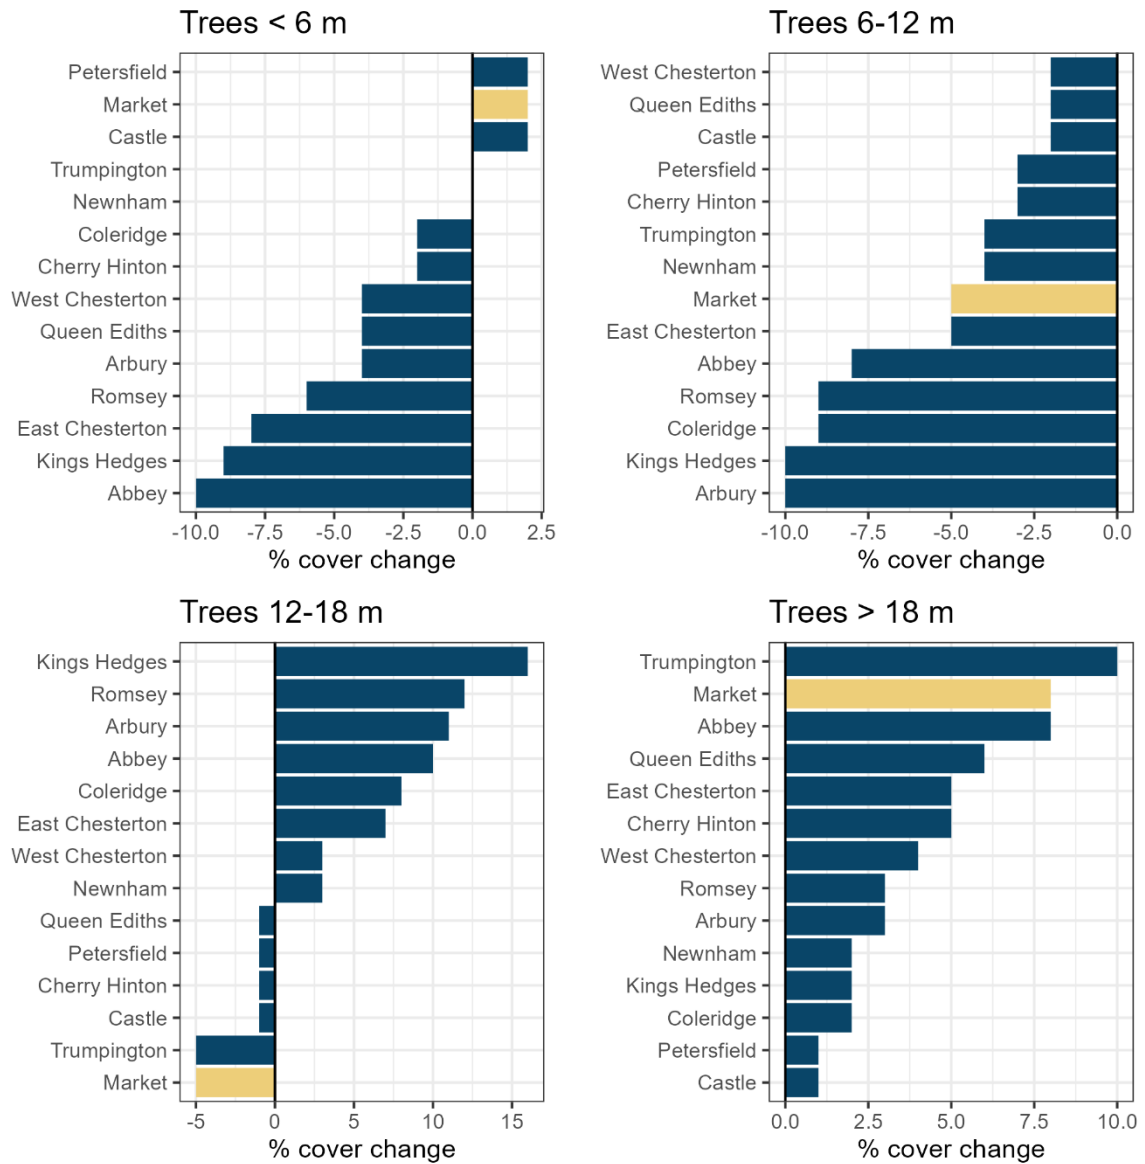 Trees < 6 m
Petersfield
Market
Castle
Trumpington
Newnham
Coleridge
Cherry Hinton
West Chesterton
Queen Ediths
Arbury
Romsey
East Chesterton
Kings Hedges
Abbey
-10.0 -7.5 -5.0 -2.5 0.0 2.5
% cover change
Trees 6-12 m
West Chesterton
Queen Ediths
Castle
Petersfield
Cherry Hinton
Trumpington
Newnham
Market
East Chesterton
Abbey
Romsey
Coleridge
Kings Hedges
Arbury
-10.0 -7.5 -5.0 -2.5 0.0
% cover change
Trees 12-18 m
Kings Hedges
Romsey
Arbury
Abbey
Coleridge
East Chesterton
West Chesterton
Newnham
Queen Ediths
Petersfield
Cherry Hinton
Castle
Trumpington
Market
-5 0 5 10 15
% cover change
Trees > 18 m
Trumpington
Market
Abbey
Queen Ediths
East Chesterton
Cherry Hinton
West Chesterton
Romsey
Arbury
Newnham
Kings Hedges
Coleridge
Petersfield
Castle
0.0 2.5 5.0 7.5 10.0
% cover change